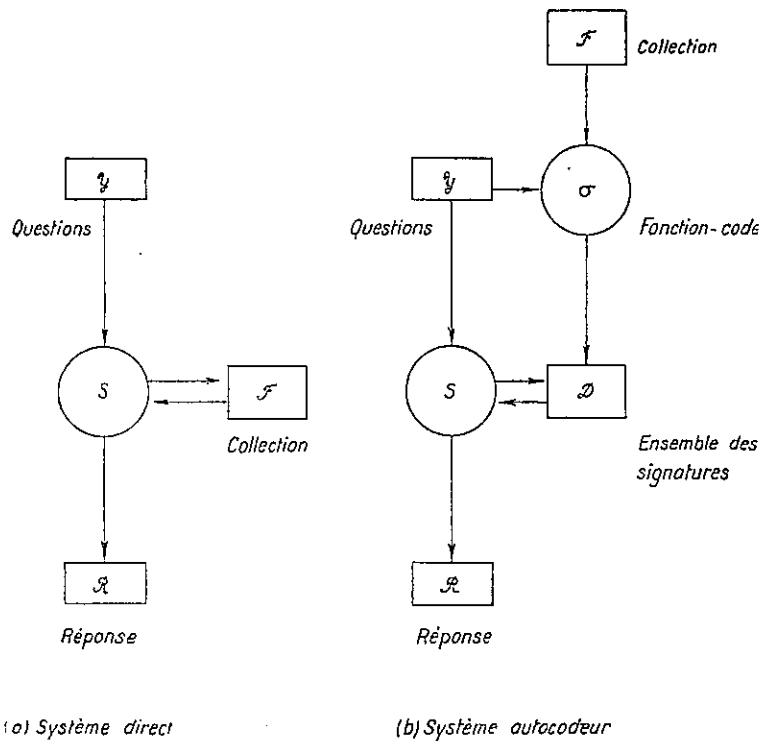 𝒴
Questions
S
ℱ
Collection
ℛ
Réponse
(a) Système direct
ℱ
Collection
𝒴
Questions
σ
Fonction-code
S
𝒟
Ensemble des
signatures
ℛ
Réponse
(b) Système autocodeur